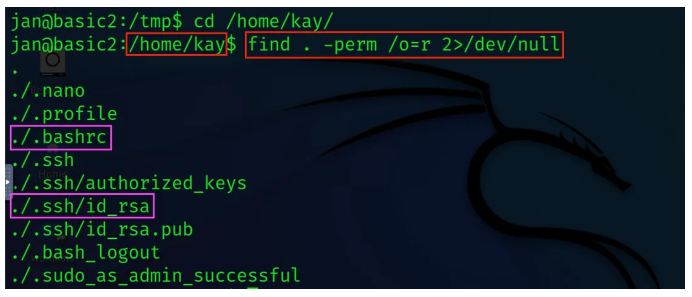 jan@basic2:/tmp$ cd /home/kay/
jan@basic2:/home/kay$ find . -perm /o=r 2>/dev/null
.
./.nano
./.profile
./.bashrc
./.ssh
./.ssh/authorized_keys
./.ssh/id_rsa
./.ssh/id_rsa.pub
./.bash_logout
./.sudo_as_admin_successful